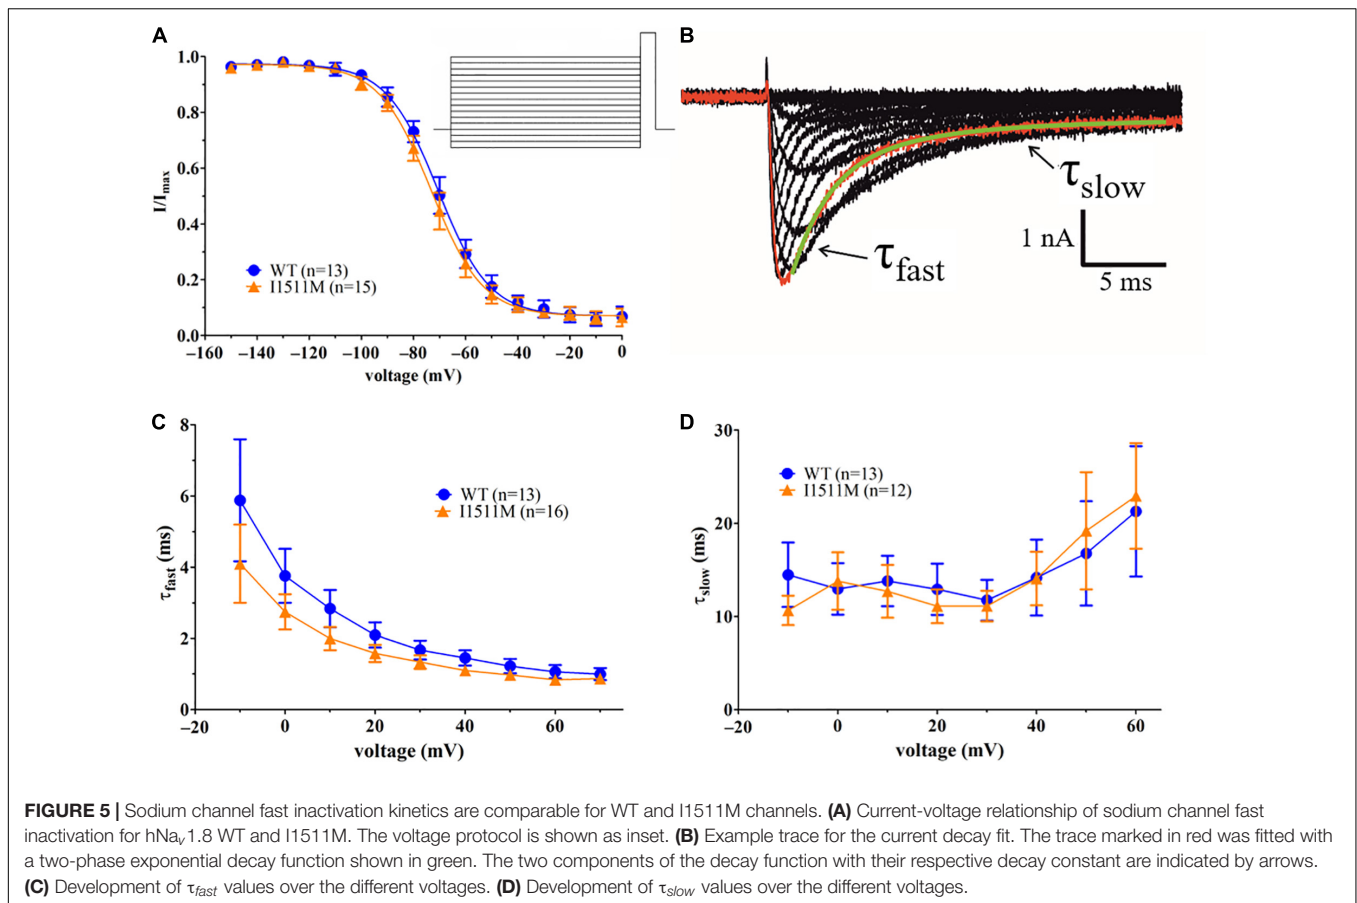 A
1.0
0.8
0.6
0.4
0.2
0.0
I/Imax
WT (n=13)
I1511M (n=15)
−160 −140 −120 −100 −80 −60 −40 −20 0
voltage (mV)
B
τslow
τfast
1 nA
5 ms
C
8
6
4
2
0
τfast (ms)
WT (n=13)
I1511M (n=16)
−20 0 20 40 60
voltage (mV)
D
30
20
10
0
τslow (ms)
WT (n=13)
I1511M (n=12)
−20 0 20 40 60
voltage (mV)
FIGURE 5 | Sodium channel fast inactivation kinetics are comparable for WT and I1511M channels. (A) Current-voltage relationship of sodium channel fast
inactivation for hNav1.8 WT and I1511M. The voltage protocol is shown as inset. (B) Example trace for the current decay fit. The trace marked in red was fitted with
a two-phase exponential decay function shown in green. The two components of the decay function with their respective decay constant are indicated by arrows.
(C) Development of τfast values over the different voltages. (D) Development of τslow values over the different voltages.